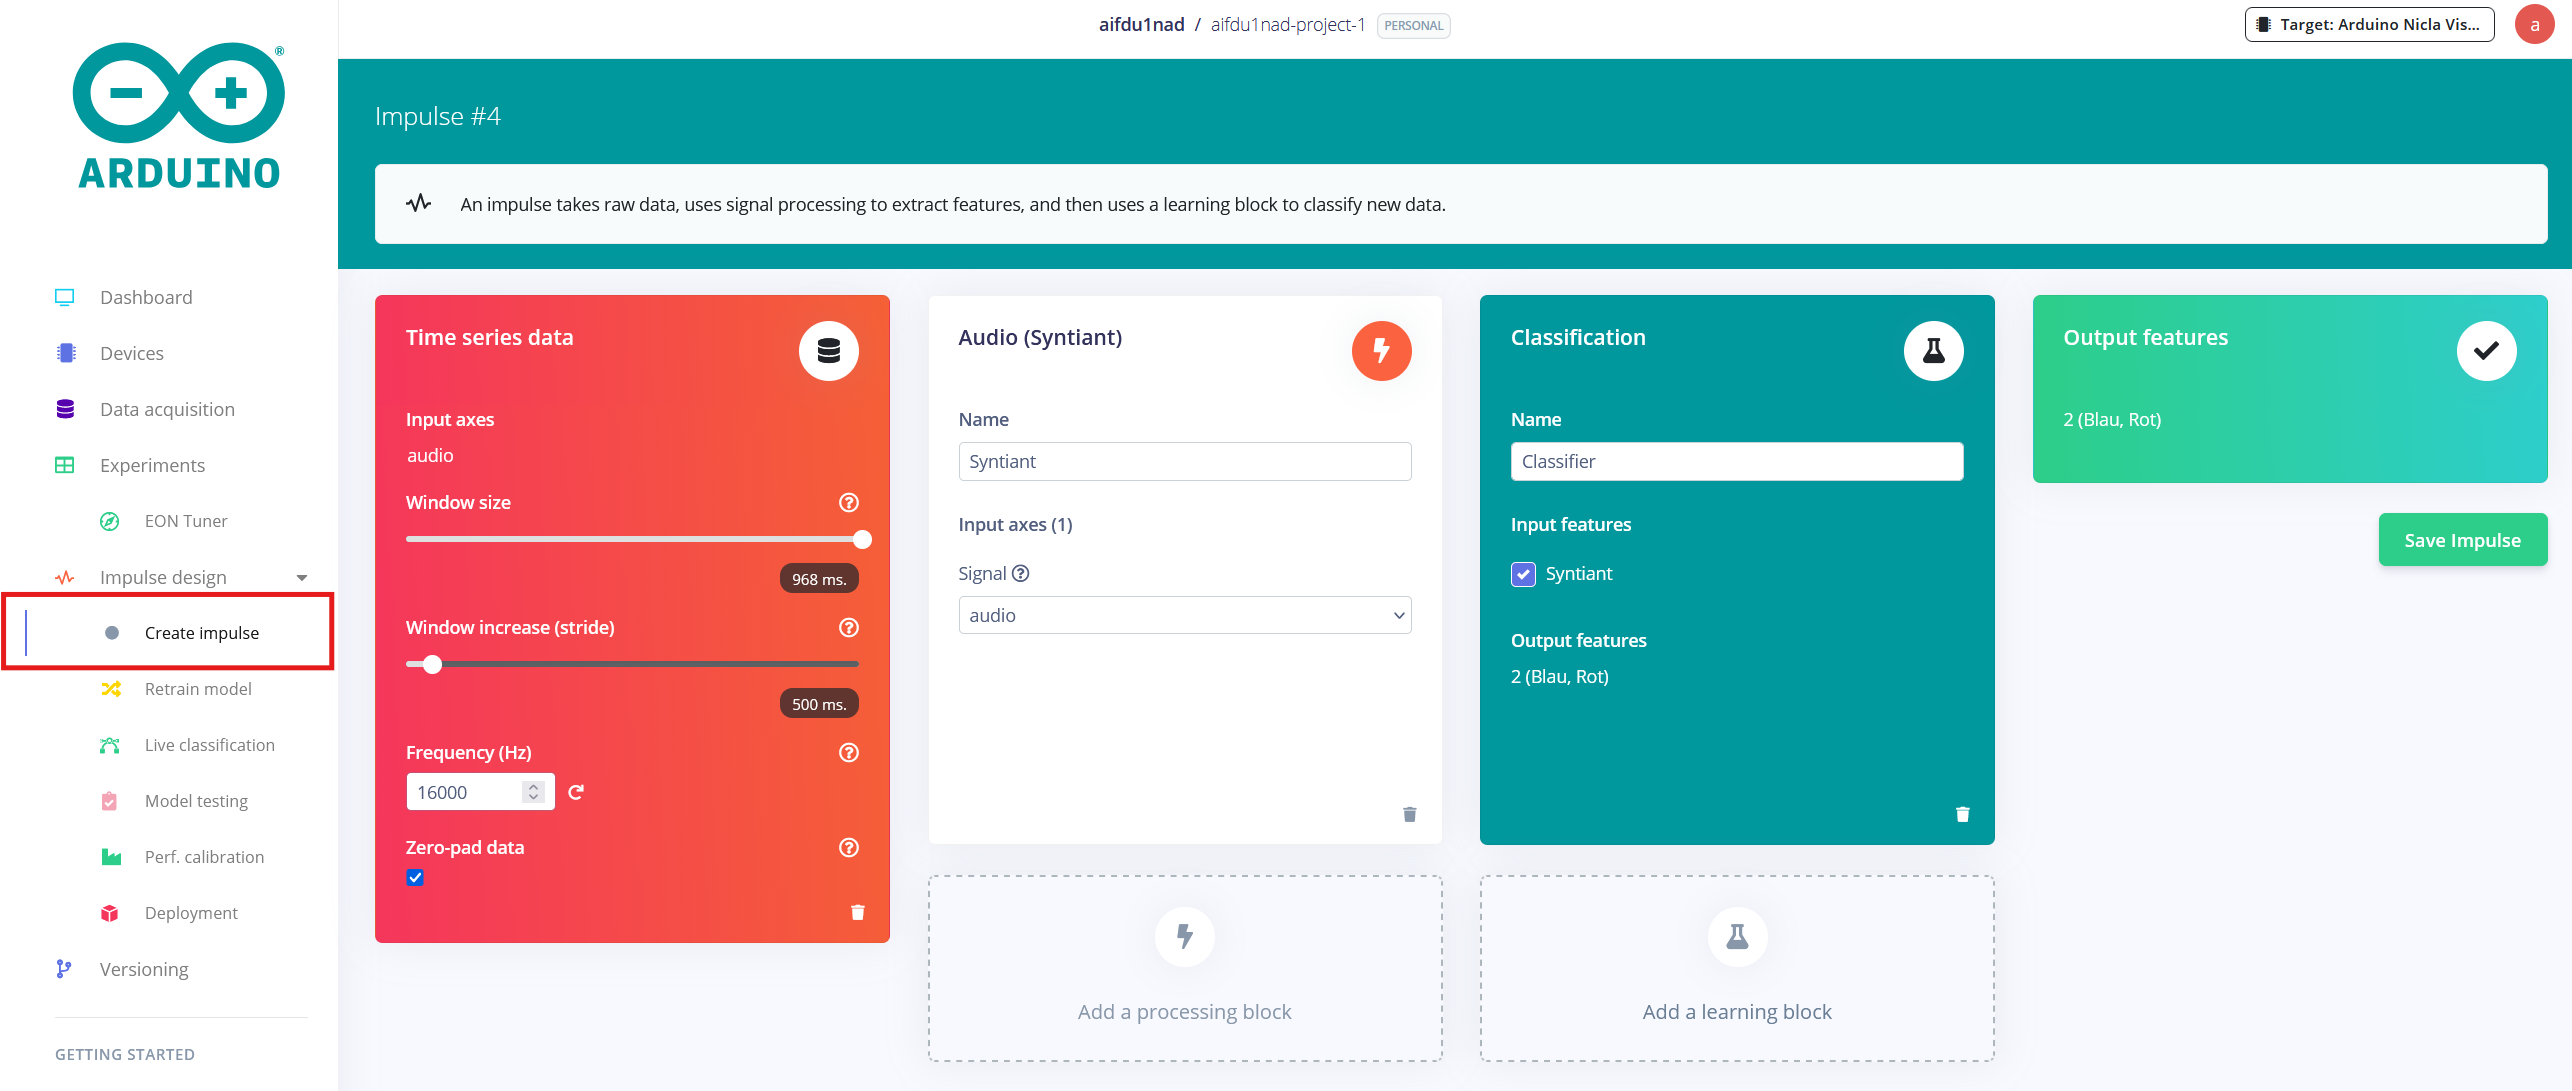 aifdu1nad / aifdu1nad-project-1 PERSONAL
Target: Arduino Nicla Vis...
a
®
ARDUINO
Dashboard
Devices
Data acquisition
Experiments
EON Tuner
Impulse design
Create impulse
Retrain model
Live classification
Model testing
Perf. calibration
Deployment
Versioning
GETTING STARTED
Impulse #4
An impulse takes raw data, uses signal processing to extract features, and then uses a learning block to classify new data.
Time series data
Input axes
audio
Window size
968 ms.
Window increase (stride)
500 ms.
Frequency (Hz)
16000
Zero-pad data
Audio (Syntiant)
Name
Syntiant
Input axes (1)
Signal
audio
Add a processing block
Classification
Name
Classifier
Input features
Syntiant
Output features
2 (Blau, Rot)
Add a learning block
Output features
2 (Blau, Rot)
Save Impulse